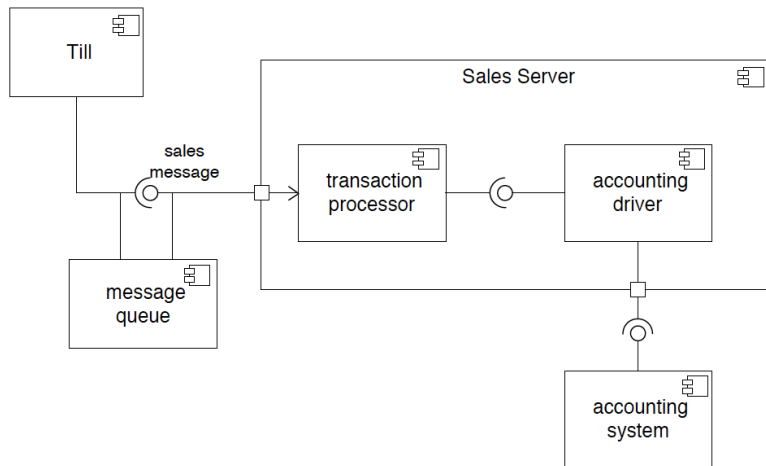 Till
Sales Server
sales
message
transaction
processor
accounting
driver
message
queue
accounting
system